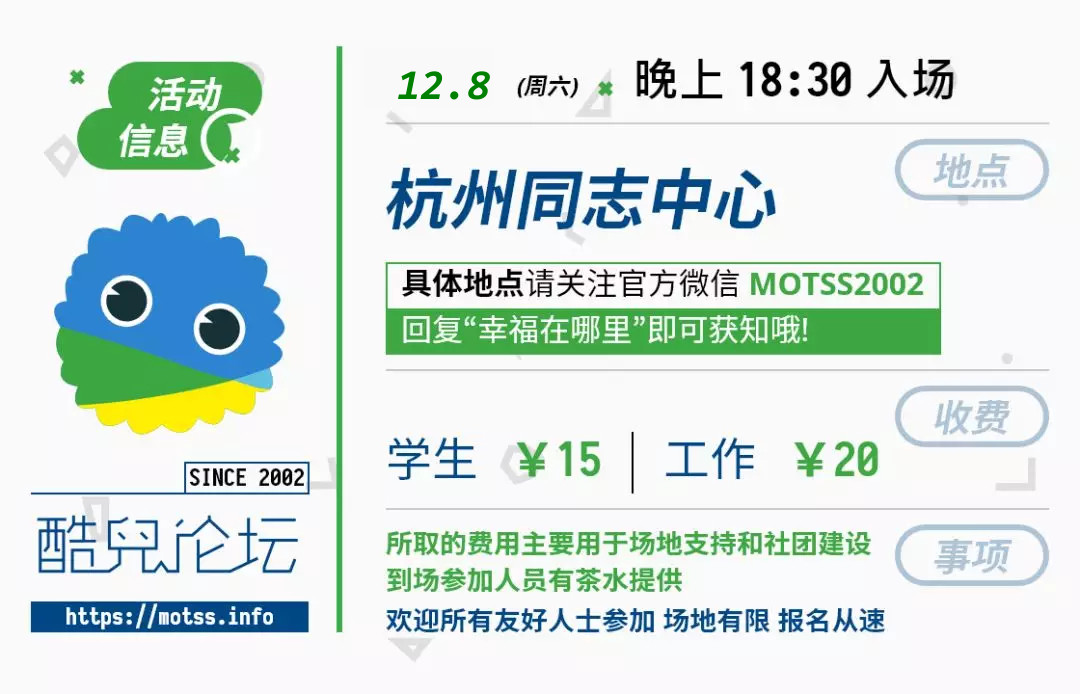 活动
信息
12.8 (周六) 晚上 18:30 入场
地点
杭州同志中心
具体地点请关注官方微信 MOTSS2002
回复“幸福在哪里”即可获知哦!
收费
学生 ￥15 工作 ￥20
SINCE 2002
酷兒论坛
https://motss.info
事项
所取的费用主要用于场地支持和社团建设
到场参加人员有茶水提供
欢迎所有友好人士参加 场地有限 报名从速